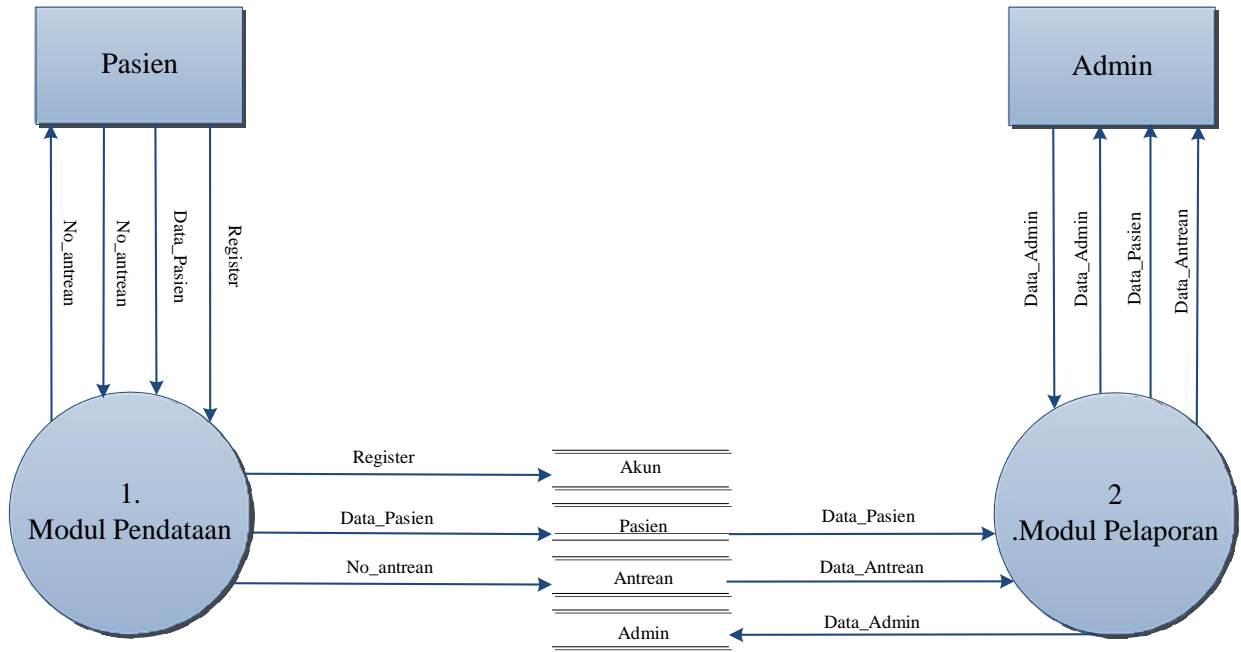 Pasien
Admin
No_antrean
No_antrean
Data_Pasien
Register
Data_Admin
Data_Admin
Data_Pasien
Data_Antrean
1.
Modul Pendataan
Register
Akun
Data_Pasien
Pasien
Data_Pasien
No_antrean
Antrean
Data_Antrean
Admin
Data_Admin
2
.Modul Pelaporan